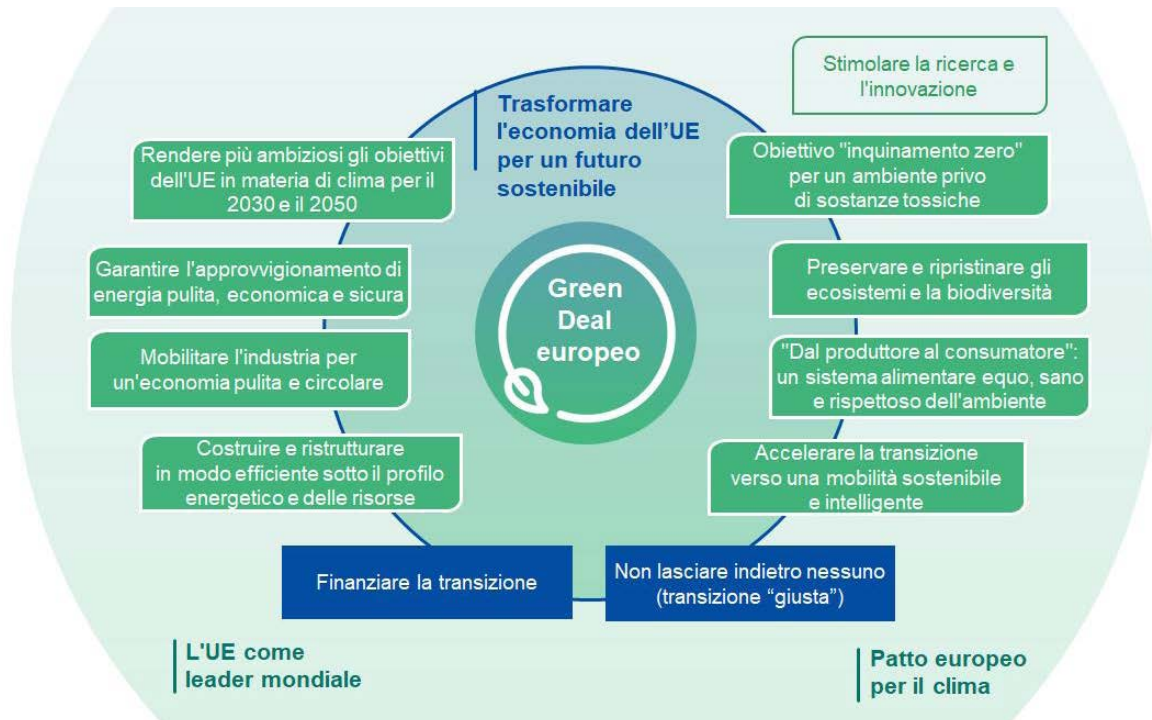 Stimolare la ricerca e
l'innovazione
Trasformare
l'economia dell'UE
per un futuro
sostenibile
Rendere più ambiziosi gli obiettivi
dell'UE in materia di clima per il
2030 e il 2050
Obiettivo "inquinamento zero"
per un ambiente privo
di sostanze tossiche
Garantire l'approvvigionamento di
energia pulita, economica e sicura
Preservare e ripristinare gli
ecosistemi e la biodiversità
Green
Deal
europeo
Mobilitare l'industria per
un'economia pulita e circolare
"Dal produttore al consumatore":
un sistema alimentare equo, sano
e rispettoso dell'ambiente
Costruire e ristrutturare
in modo efficiente sotto il profilo
energetico e delle risorse
Accelerare la transizione
verso una mobilità sostenibile
e intelligente
Finanziare la transizione
Non lasciare indietro nessuno
(transizione “giusta”)
L'UE come
leader mondiale
Patto europeo
per il clima